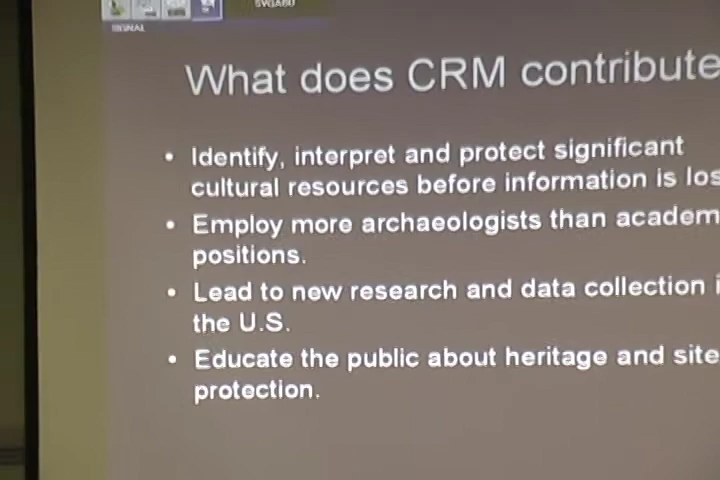 SIGNAL
What does CRM contribute
• Identify, interpret and protect significant
cultural resources before information is los
• Employ more archaeologists than academ
positions.
• Lead to new research and data collection i
the U.S.
• Educate the public about heritage and site
protection.